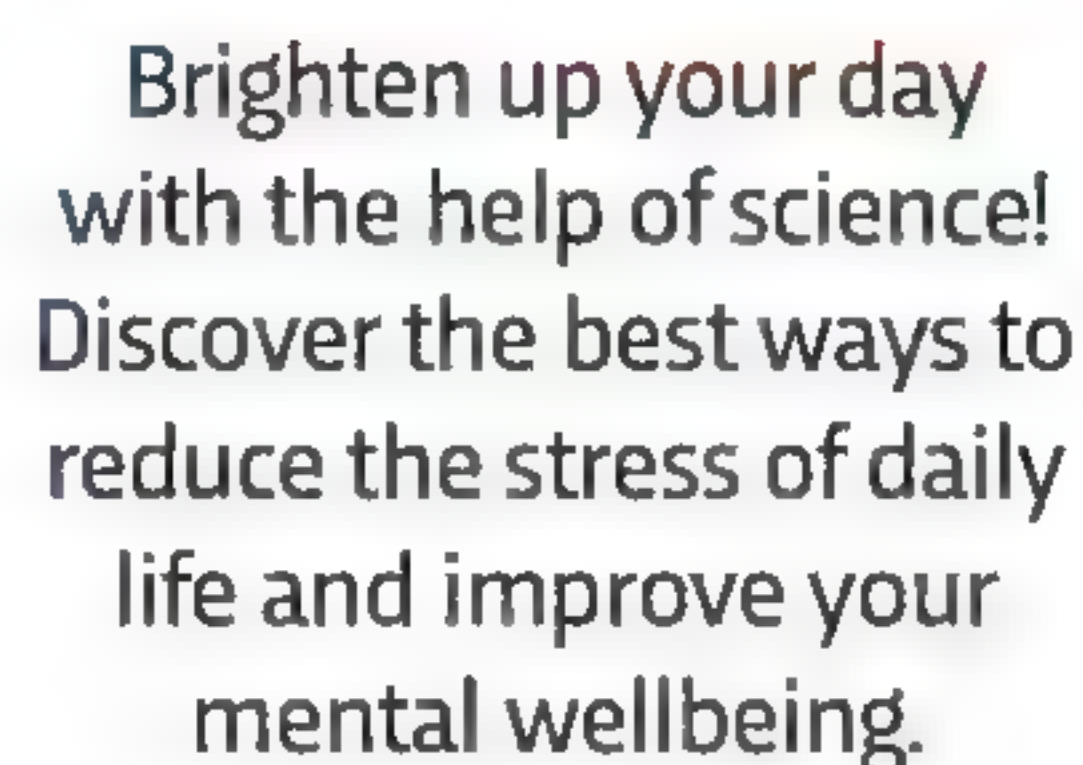 Brighten up your day
with the help of science!
Discover the best ways to
reduce the stress of daily
life and improve your
mental wellbeing.